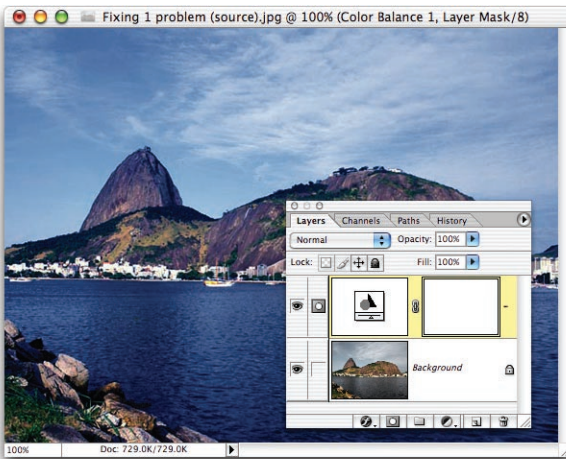 Fixing 1 problem (source).jpg @ 100% (Color Balance 1, Layer Mask/8)
Layers Channels Paths History
Normal Opacity: 100%
Lock: Fill: 100%
Background
100% Doc: 729.0K/729.0K